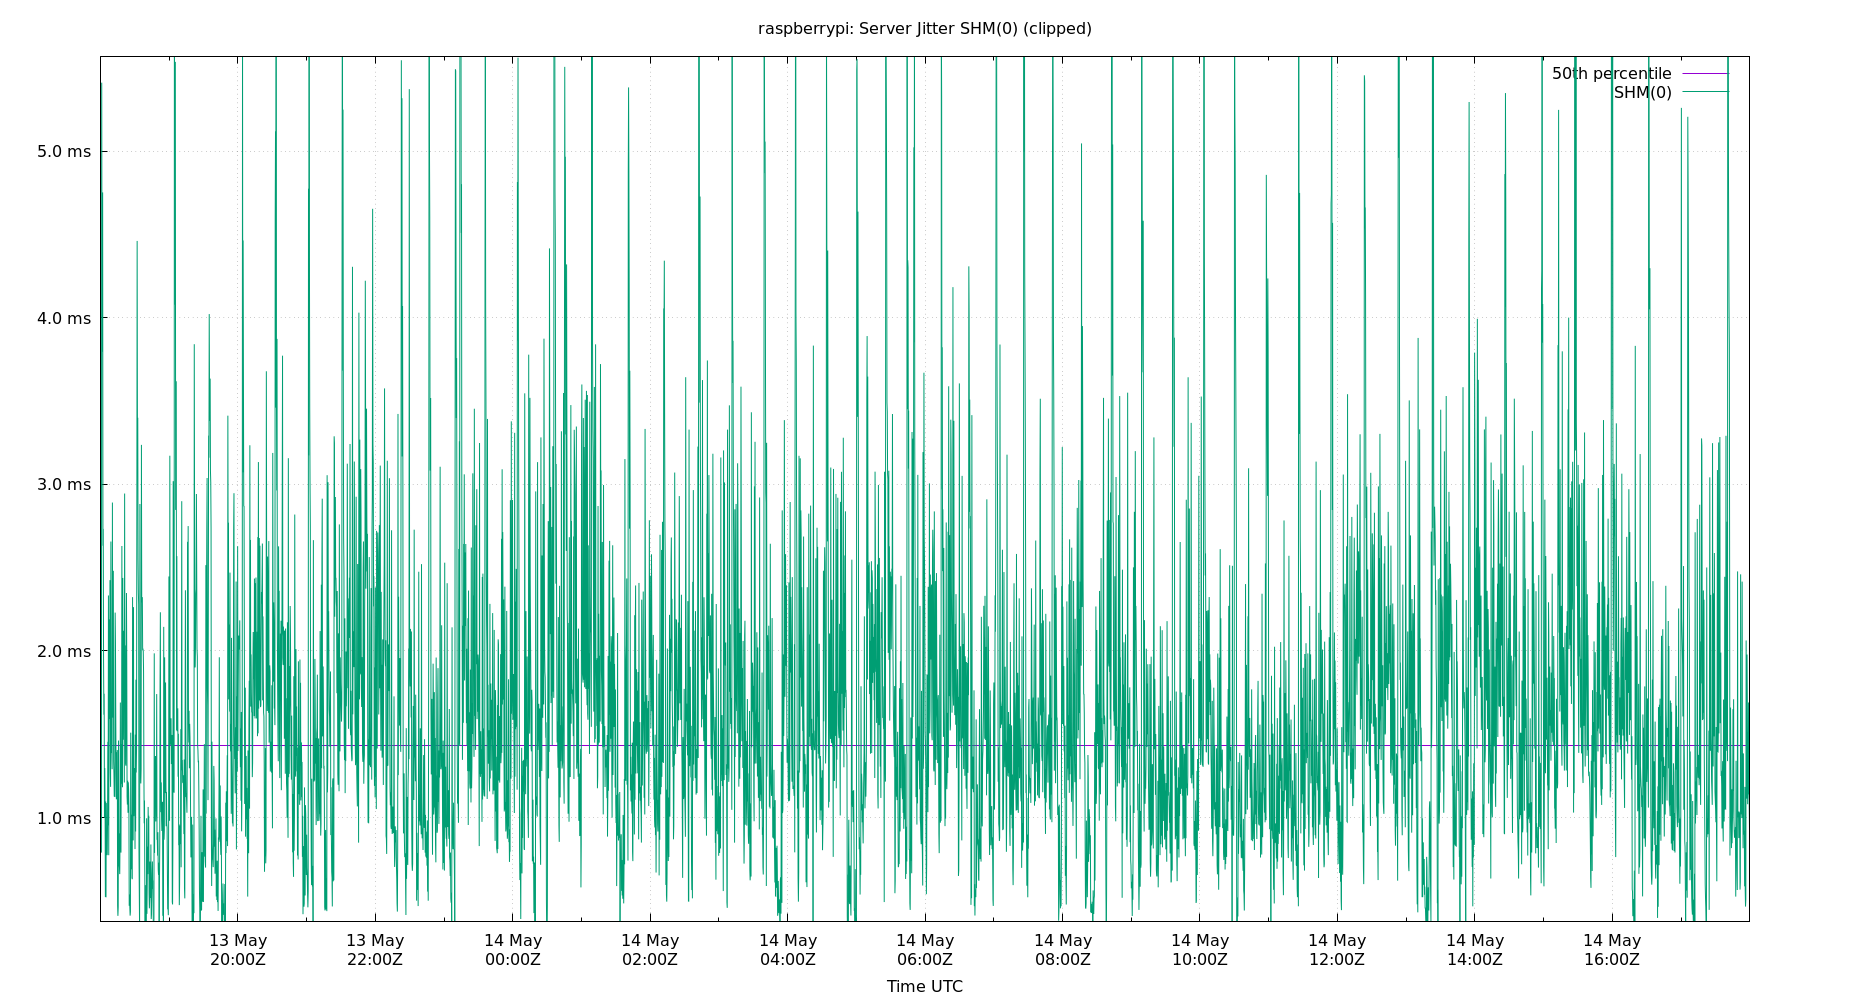 raspberrypi: Server Jitter SHM(0) (clipped)
50th percentile
SHM(0)
5.0 ms
4.0 ms
3.0 ms
2.0 ms
1.0 ms
13 May 13 May 14 May 14 May 14 May 14 May 14 May 14 May 14 May 14 May 14 May
20:00Z 22:00Z 00:00Z 02:00Z 04:00Z 06:00Z 08:00Z 10:00Z 12:00Z 14:00Z 16:00Z
Time UTC